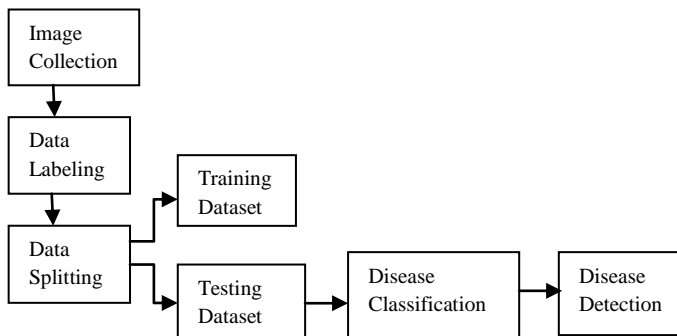 Image
Collection
Data
Labeling
Training
Dataset
Data
Splitting
Testing
Dataset
Disease
Classification
Disease
Detection